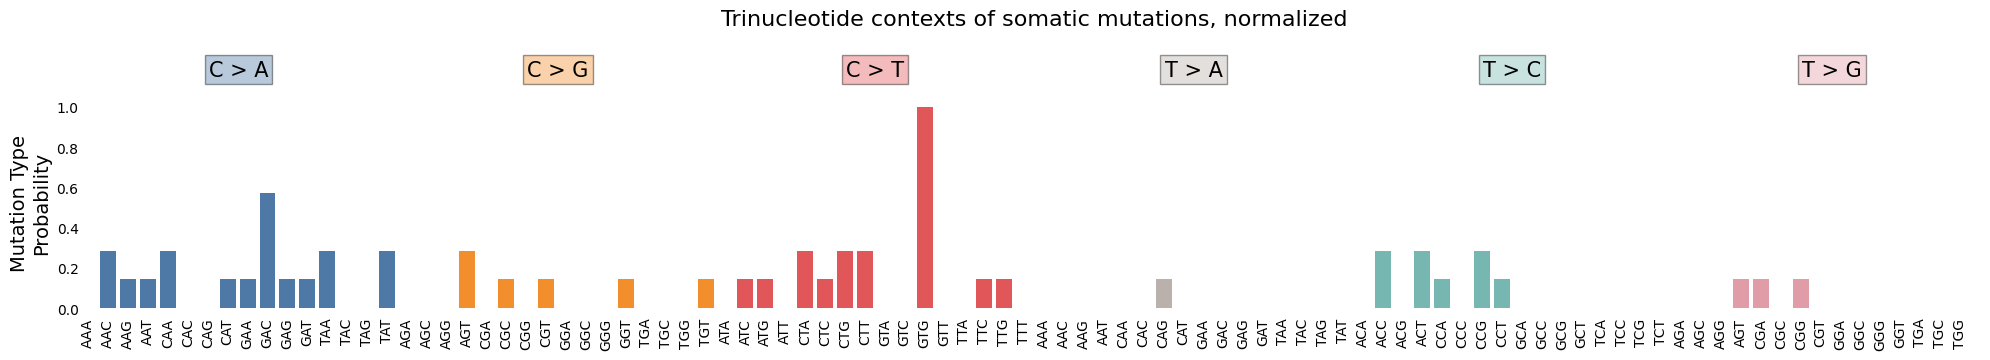 Trinucleotide contexts of somatic mutations, normalized
C > A
C > G
C > T
T > A
T > C
T > G
Mutation Type
Probability
1.0
0.8
0.6
0.4
0.2
0.0
AAA AAC AAG AAT CAA CAC CAG CAT GAA GAC GAG GAT TAA TAC TAG TAT AGA AGC AGG AGT CGA CGC CGG CGT GGA GGC GGG GGT TGA TGC TGG TGT ATA ATC ATG ATT CTA CTC CTG CTT GTA GTC GTG GTT TTA TTC TTG TTT AAA AAC AAG AAT CAA CAC CAG CAT GAA GAC GAG GAT TAA TAC TAG TAT ACA ACC ACG ACT CCA CCC CCG CCT GCA GCC GCG GCT TCA TCC TCG TCT AGA AGC AGG AGT CGA CGC CGG CGT GGA GGC GGG GGT TGA TGC TGG